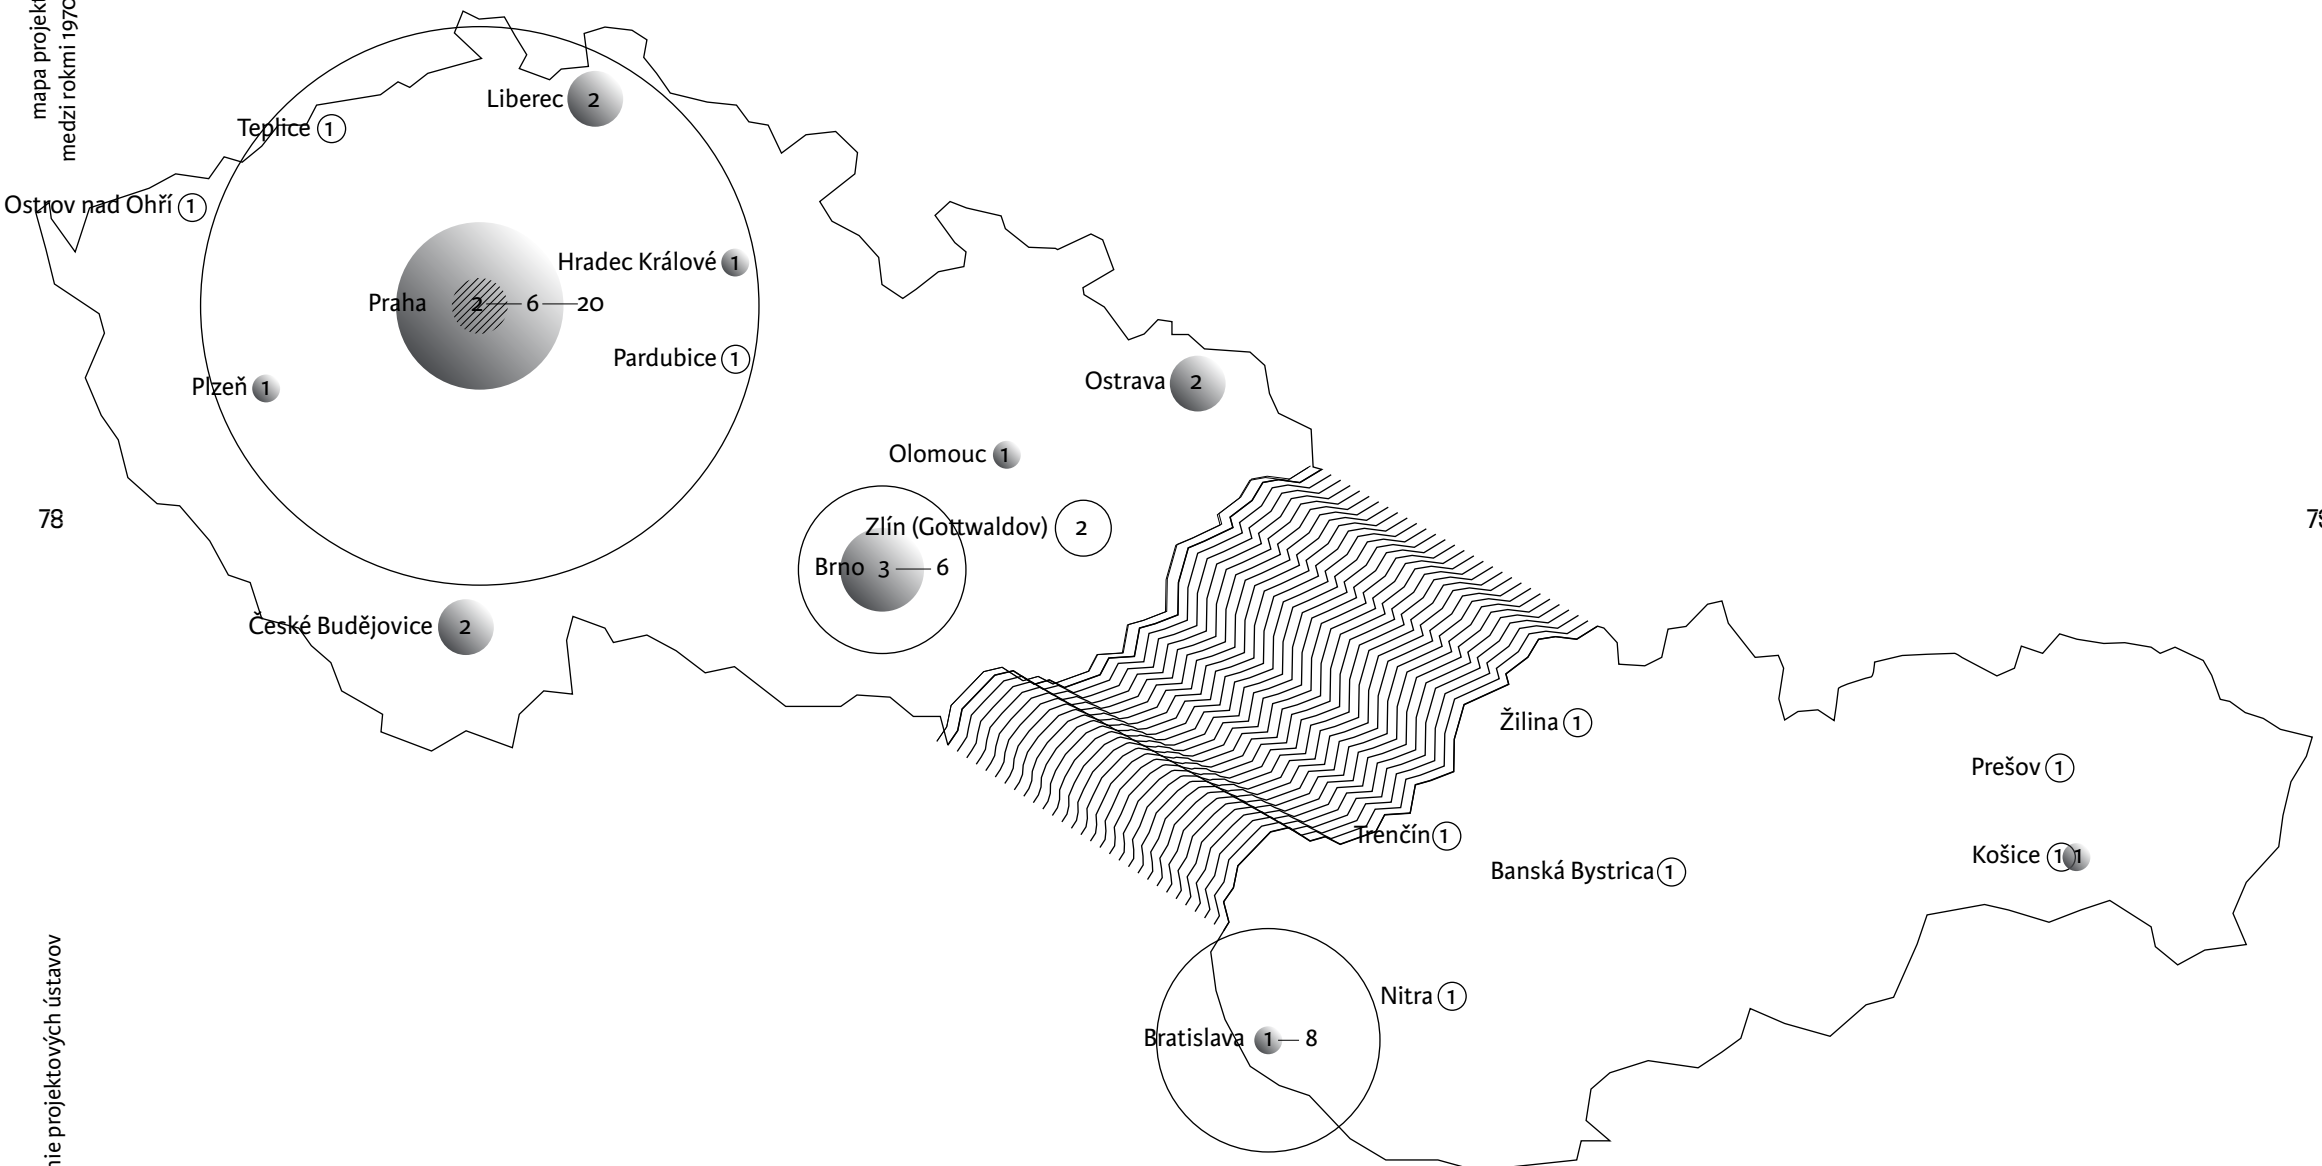 mapa projekt
medzi rokmi 1970
Liberec 2
Teplice 1
Ostrov nad Ohří 1
Hradec Králové 1
Praha 2 6 20
Pardubice 1
Plzeň 1
Ostrava 2
Olomouc 1
78
Zlín (Gottwaldov) 2
Brno 3 6
České Budějovice 2
Žilina 1
Prešov 1
Trenčín 1
Košice 1 1
Banská Bystrica 1
Nitra 1
Bratislava 1 8
nie projektových ústavov